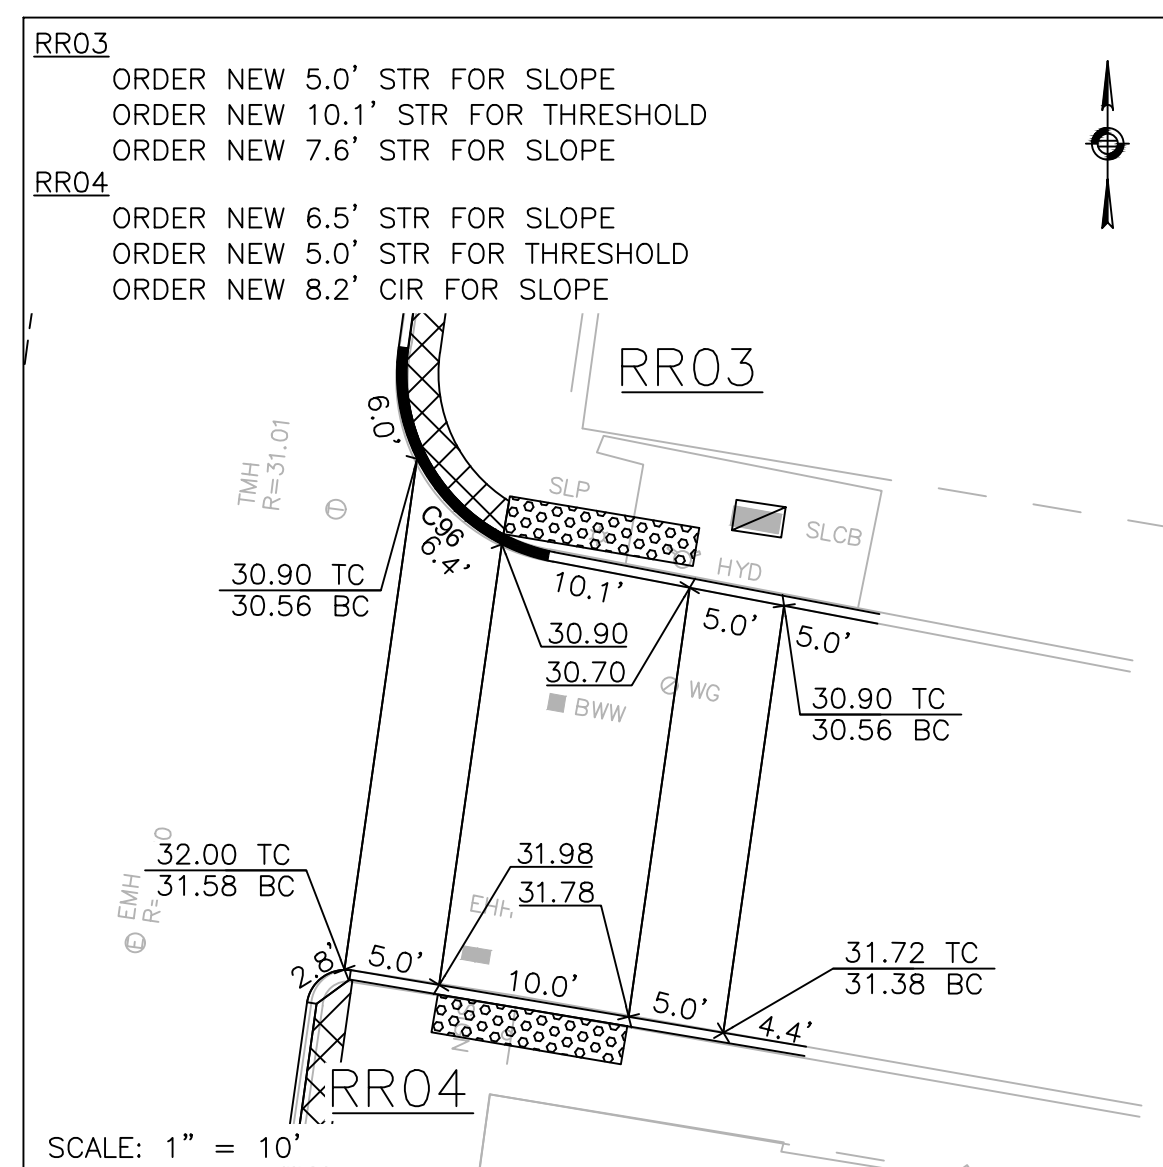 RR03
ORDER NEW 5.0' STR FOR SLOPE
ORDER NEW 10.1' STR FOR THRESHOLD
ORDER NEW 7.6' STR FOR SLOPE
RR04
ORDER NEW 6.5' STR FOR SLOPE
ORDER NEW 5.0' STR FOR THRESHOLD
ORDER NEW 8.2' CIR FOR SLOPE
RR03
6.0'
TMH
R=31.01
SLP
SLCB
C96
6.4'
HYD
30.90 TC
30.56 BC
10.1'
5.0'
5.0'
30.90
30.70
WG
BWW
30.90 TC
30.56 BC
32.00 TC
31.58 BC
31.98
31.78
EMH
R=
E
2.8'
5.0'
10.0'
5.0'
4.4'
31.72 TC
31.38 BC
RR04
SCALE: 1" = 10'